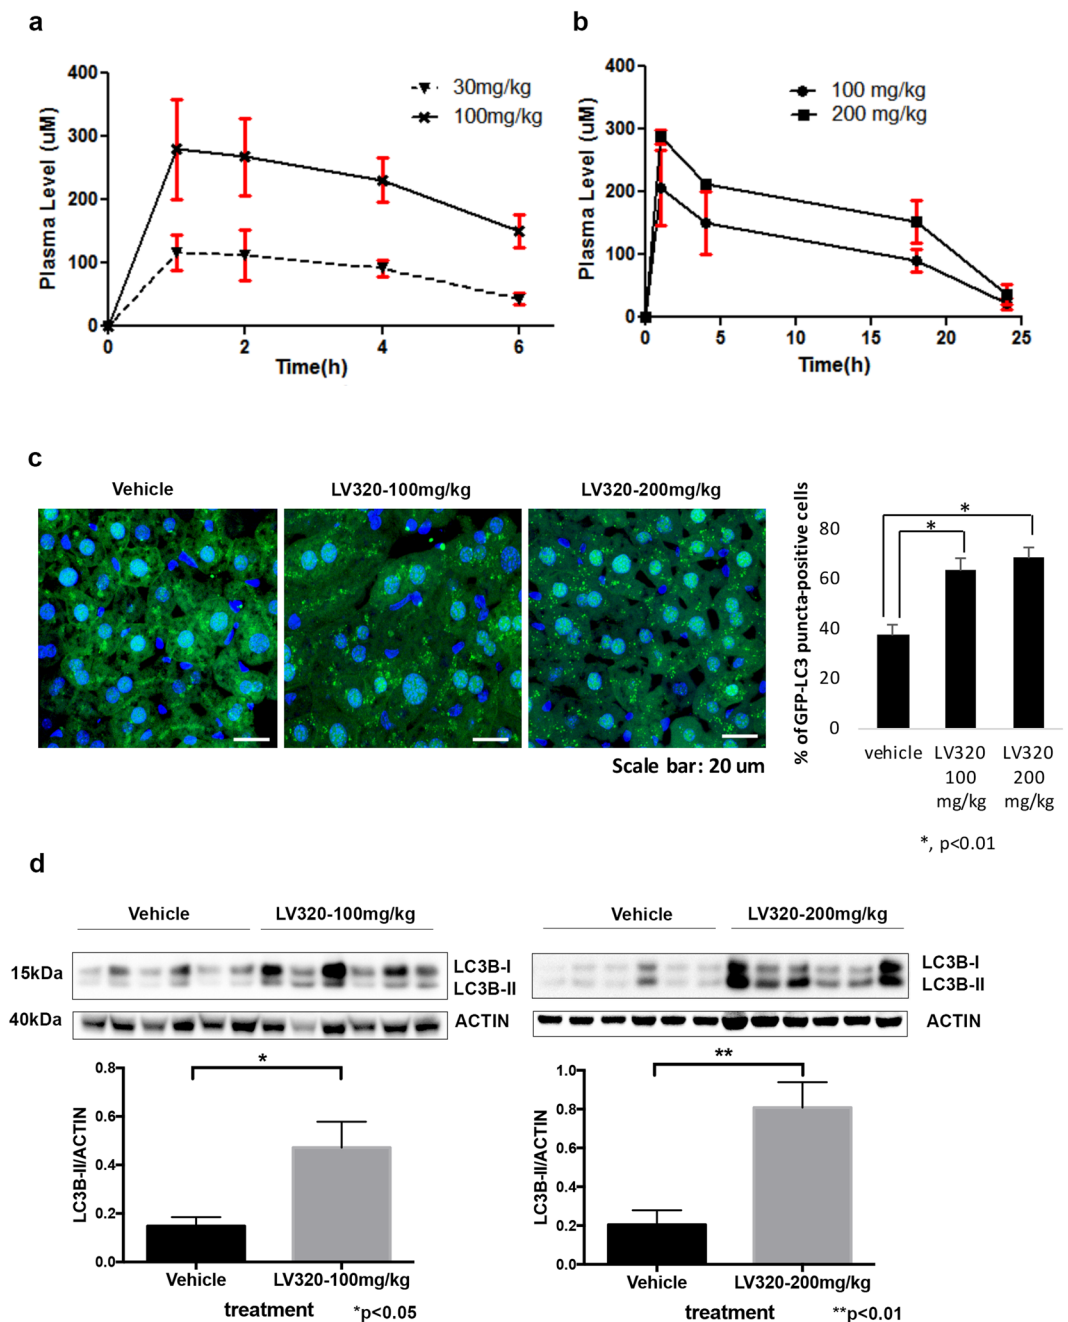 a
400
300
200
100
0
Plasma Level (uM)
30mg/kg
100mg/kg
0 2 4 6
Time(h)
b
400
300
200
100
0
Plasma Level (uM)
100 mg/kg
200 mg/kg
0 5 10 15 20 25
Time(h)
c
Vehicle LV320-100mg/kg LV320-200mg/kg
Scale bar: 20 um
% of GFP-LC3 puncta-positive cells
80
60
40
20
0
*
*
vehicle LV320 LV320
100 200
mg/kg mg/kg
*, p<0.01
d
Vehicle LV320-100mg/kg
15kDa
LC3B-I
LC3B-II
40kDa
ACTIN
LC3B-II/ACTIN
0.8
0.6
0.4
0.2
0.0
*
Vehicle LV320-100mg/kg
treatment *p<0.05
Vehicle LV320-200mg/kg
LC3B-I
LC3B-II
ACTIN
LC3B-II/ACTIN
1.0
0.8
0.6
0.4
0.2
0.0
**
Vehicle LV320-200mg/kg
treatment **p<0.01